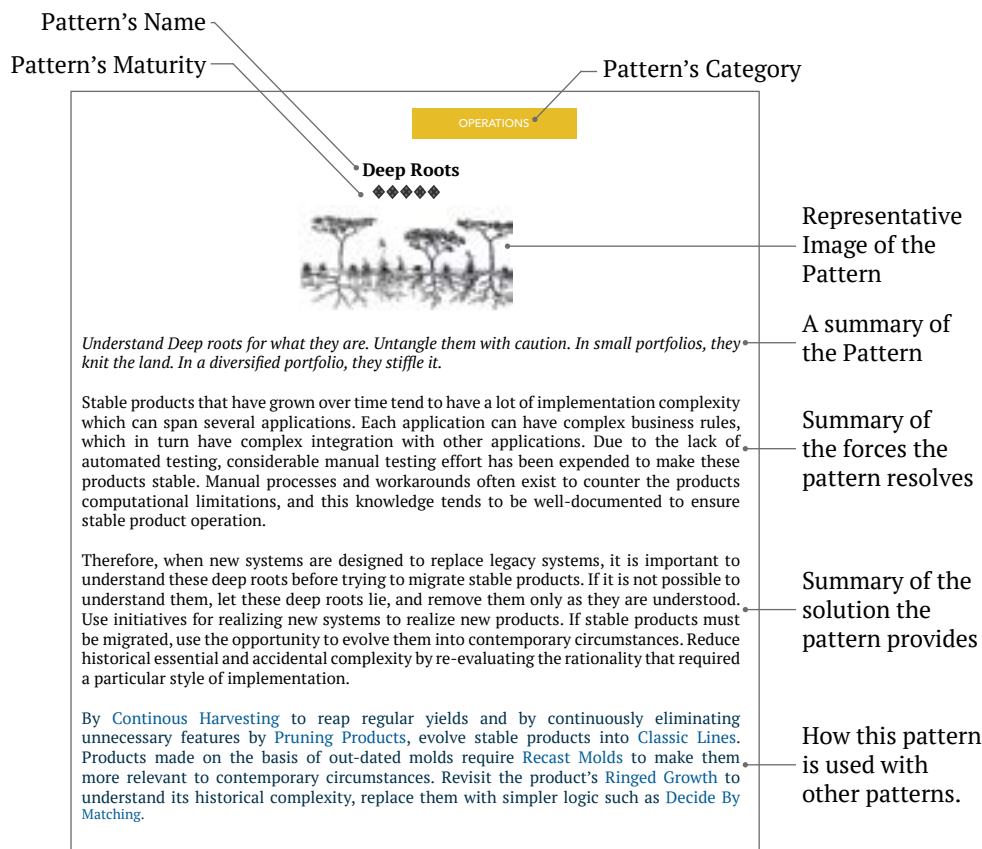 Pattern’s Name
Pattern’s Maturity
Pattern’s Category
OPERATIONS
Deep Roots
Representative
Image of the
Pattern
Understand Deep roots for what they are. Untangle them with caution. In small portfolios, they
knit the land. In a diversified portfolio, they stiffle it.
A summary of
the Pattern
Stable products that have grown over time tend to have a lot of implementation complexity
which can span several applications. Each application can have complex business rules,
which in turn have complex integration with other applications. Due to the lack of
automated testing, considerable manual testing effort has been expended to make these
products stable. Manual processes and workarounds often exist to counter the products
computational limitations, and this knowledge tends to be well-documented to ensure
stable product operation.
Summary of
the forces the
pattern resolves
Therefore, when new systems are designed to replace legacy systems, it is important to
understand these deep roots before trying to migrate stable products. If it is not possible to
understand them, let these deep roots lie, and remove them only as they are understood.
Use initiatives for realizing new systems to realize new products. If stable products must
be migrated, use the opportunity to evolve them into contemporary circumstances. Reduce
historical essential and accidental complexity by re-evaluating the rationality that required
a particular style of implementation.
Summary of the
solution the
pattern provides
By Continous Harvesting to reap regular yields and by continuously eliminating
unnecessary features by Pruning Products, evolve stable products into Classic Lines.
Products made on the basis of out-dated molds require Recast Molds to make them
more relevant to contemporary circumstances. Revisit the product’s Ringed Growth to
understand its historical complexity, replace them with simpler logic such as Decide By
Matching.
How this pattern
is used with
other patterns.